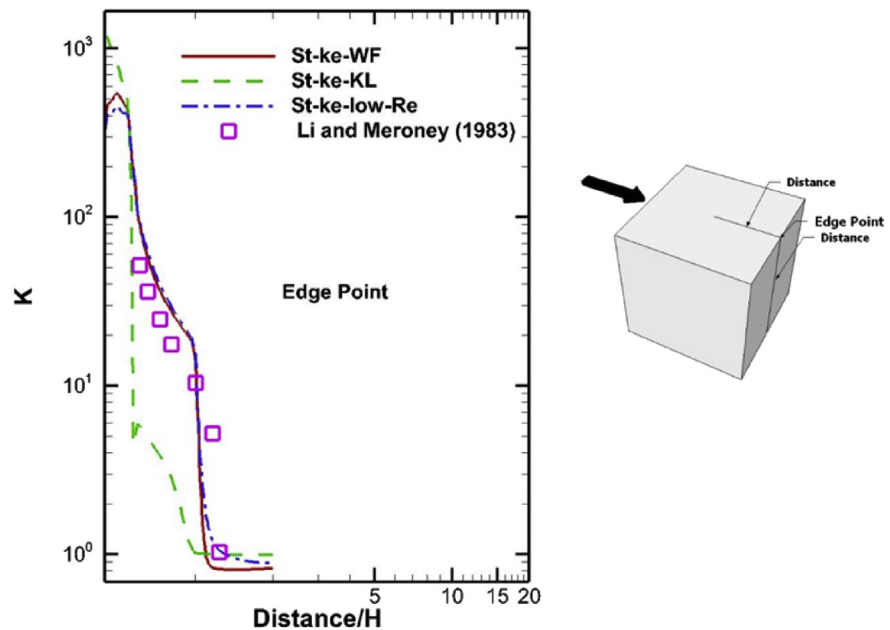 10³
10²
10¹
10⁰
K
St-ke-WF
St-ke-KL
St-ke-low-Re
Li and Meroney (1983)
Edge Point
5 10 15 20
Distance/H
Distance
Edge Point
Distance